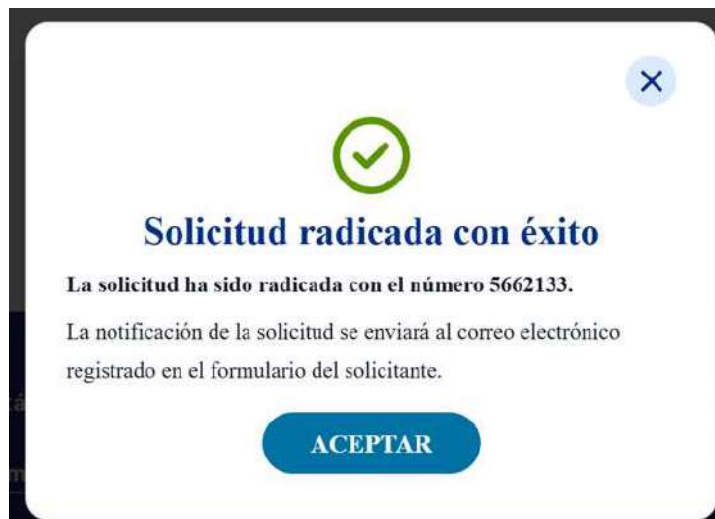 Solicitud radicada con éxito
La solicitud ha sido radicada con el número 5662133.
La notificación de la solicitud se enviará al correo electrónico
registrado en el formulario del solicitante.
ACEPTAR